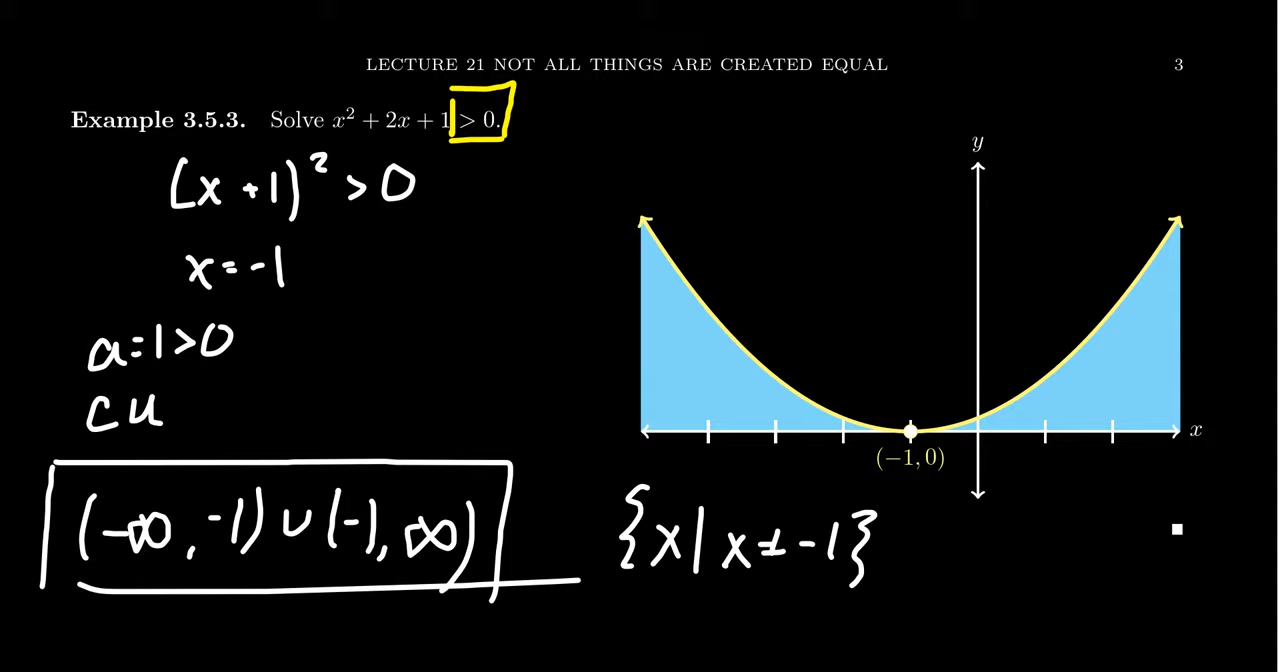 LECTURE 21 NOT ALL THINGS ARE CREATED EQUAL 3
Example 3.5.3. Solve x² + 2x + 1 > 0.
(x + 1)² > 0
x = -1
a = 1 > 0
CU
(-∞, -1) ∪ (-1, ∞)
{x | x ≠ -1}
y
x
(−1, 0)